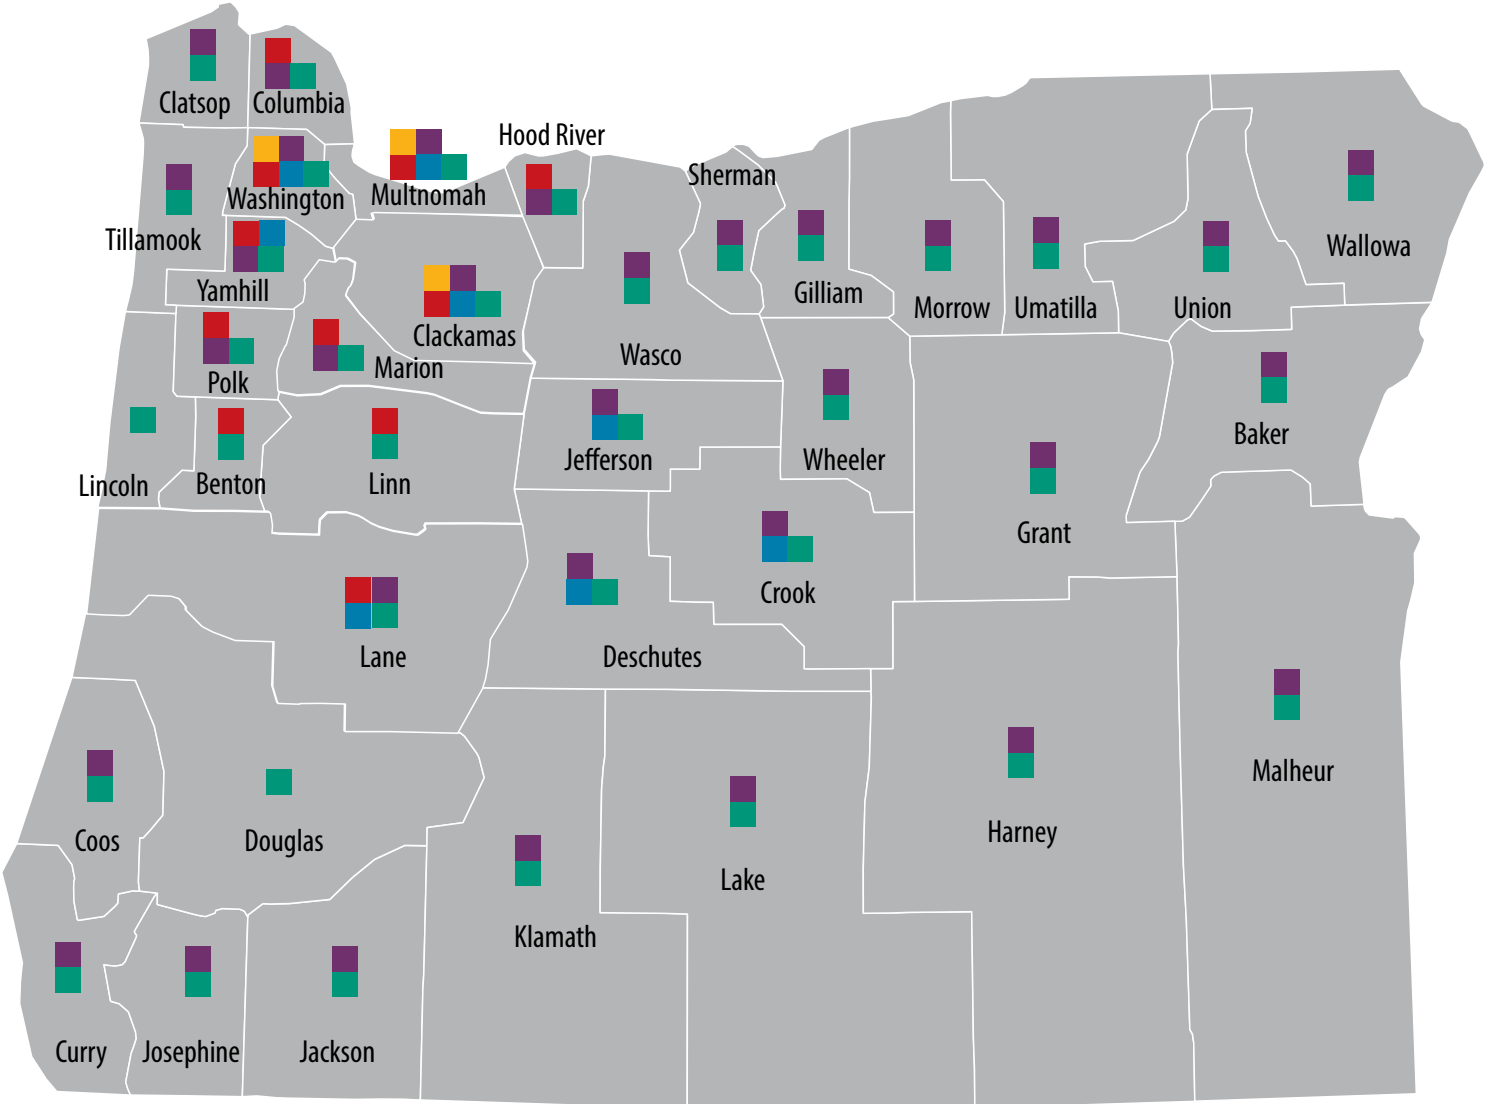 Clatsop
Columbia
Hood River
Sherman
Washington
Multnomah
Tillamook
Wallowa
Yamhill
Gilliam
Morrow
Umatilla
Union
Clackamas
Wasco
Marion
Polk
Baker
Jefferson
Wheeler
Lincoln
Benton
Linn
Grant
Crook
Lane
Deschutes
Malheur
Harney
Coos
Douglas
Lake
Klamath
Curry
Josephine
Jackson